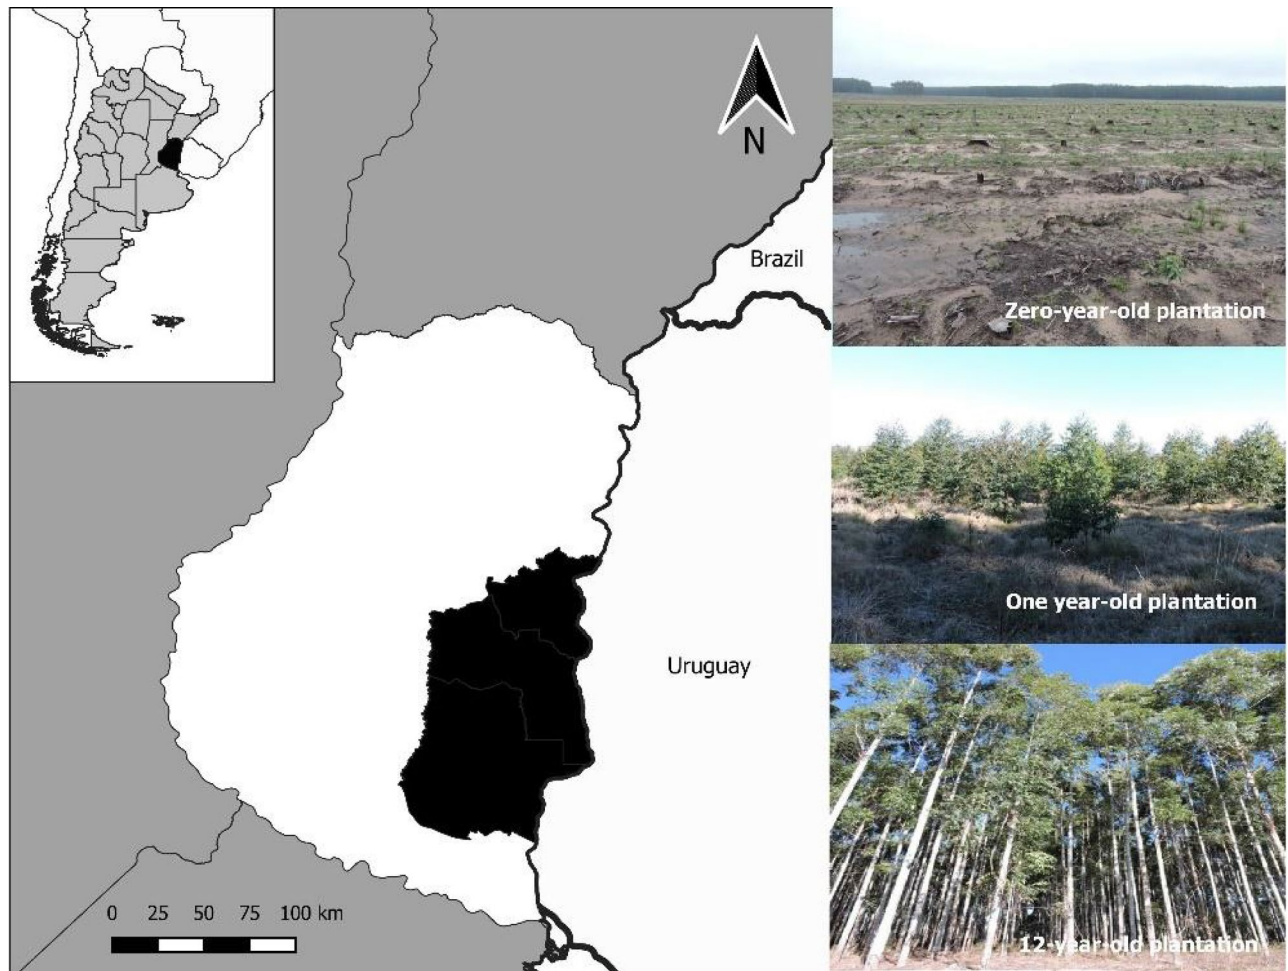 N
Brazil
Uruguay
0 25 50 75 100 km
Zero-year-old plantation
One year-old plantation
12-year-old plantation